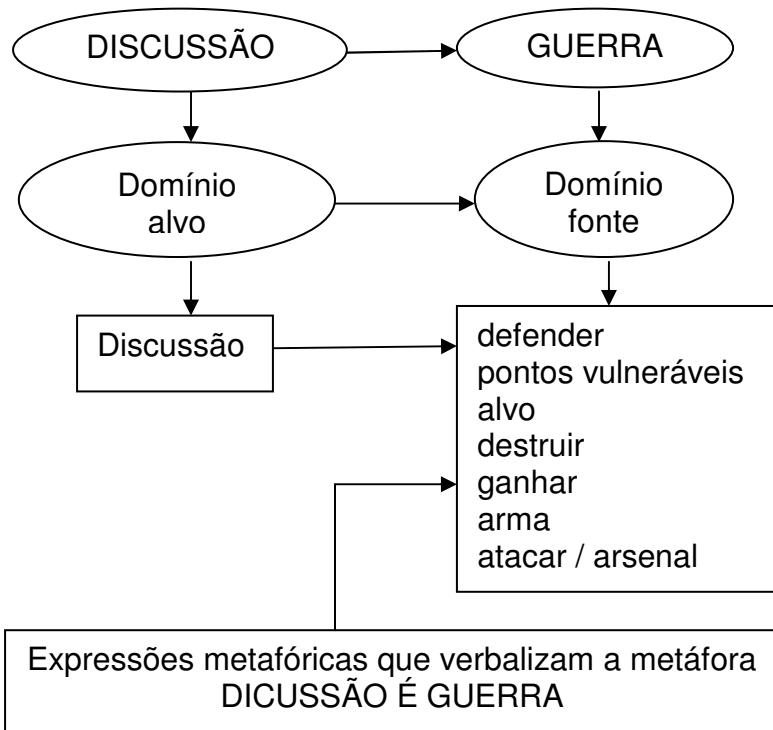 DISCUSSÃO
GUERRA
Domínio
alvo
Domínio
fonte
Discussão
defender
pontos vulneráveis
alvo
destruir
ganhar
arma
atacar / arsenal
Expressões metafóricas que verbalizam a metáfora
DICUSSÃO É GUERRA